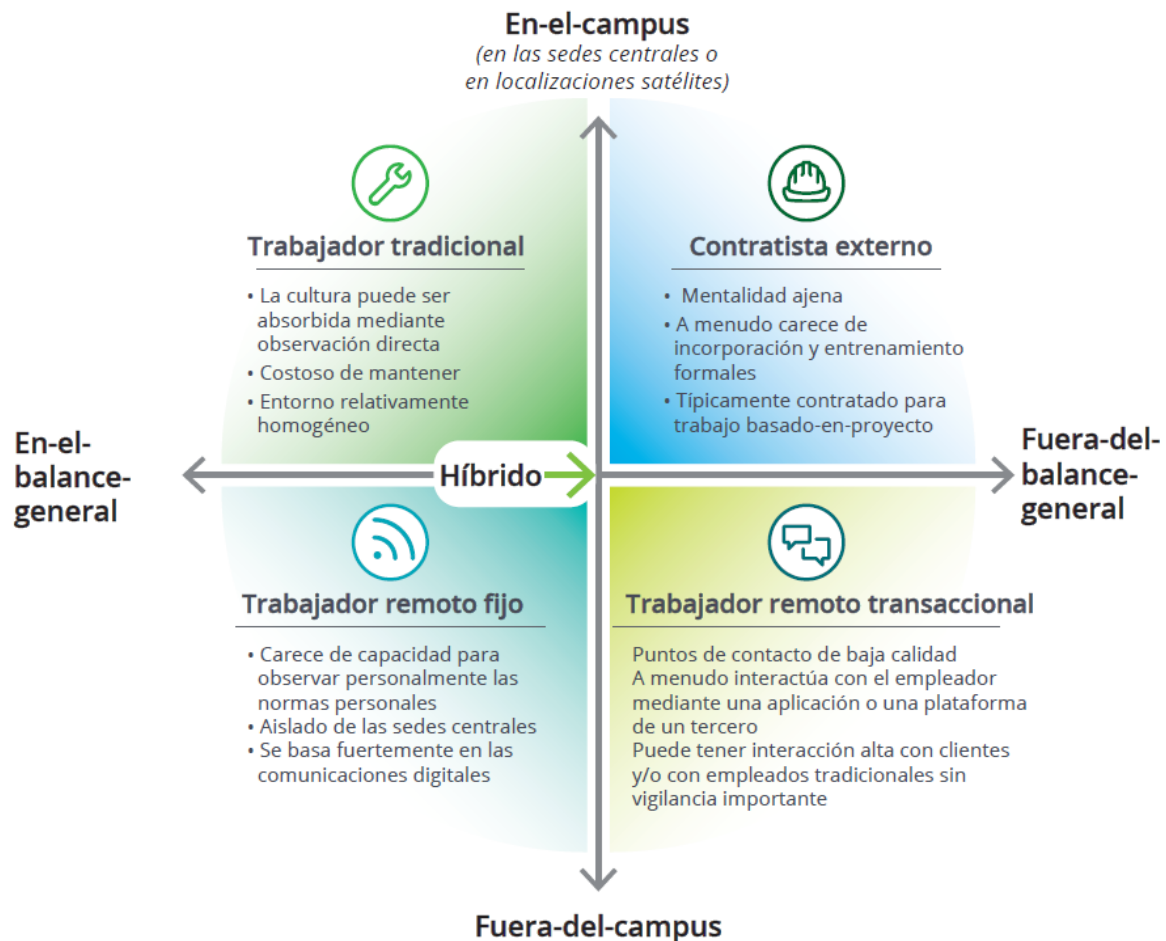 En-el-campus
(en las sedes centrales o
en localizaciones satélites)
Trabajador tradicional
• La cultura puede ser
absorbida mediante
observación directa
• Costoso de mantener
• Entorno relativamente
homogéneo
Contratista externo
• Mentalidad ajena
• A menudo carece de
incorporación y entrenamiento
formales
• Típicamente contratado para
trabajo basado-en-proyecto
En-el-
balance-
general
Híbrido
Fuera-del-
balance-
general
Trabajador remoto fijo
• Carece de capacidad para
observar personalmente las
normas personales
• Aislado de las sedes centrales
• Se basa fuertemente en las
comunicaciones digitales
Trabajador remoto transaccional
Puntos de contacto de baja calidad
A menudo interactúa con el empleador
mediante una aplicación o una plataforma
de un tercero
Puede tener interacción alta con clientes
y/o con empleados tradicionales sin
vigilancia importante
Fuera-del-campus